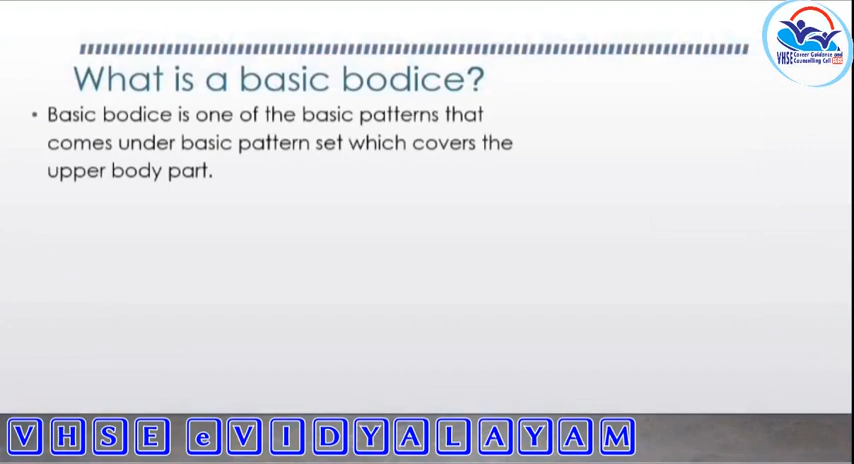 What is a basic bodice?
• Basic bodice is one of the basic patterns that
comes under basic pattern set which covers the
upper body part.
VHSE Career Guidance and
Counselling Cell
VHSE eVIDYALAYAM